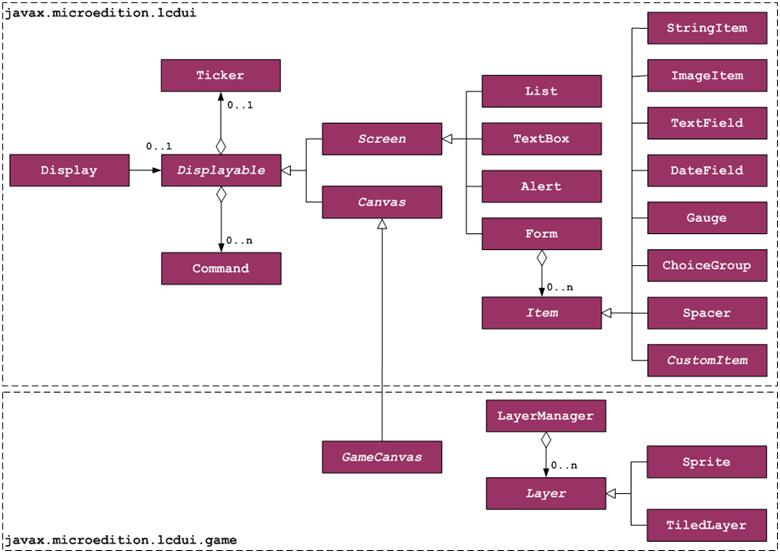 javax.microedition.lcdui
StringItem
Ticker
ImageItem
0..1
List
TextField
0..1
Screen
TextBox
Display
Displayable
DateField
Alert
Canvas
Gauge
Form
0..n
Command
ChoiceGroup
0..n
Item
Spacer
CustomItem
LayerManager
GameCanvas
0..n
Sprite
Layer
TiledLayer
javax.microedition.lcdui.game